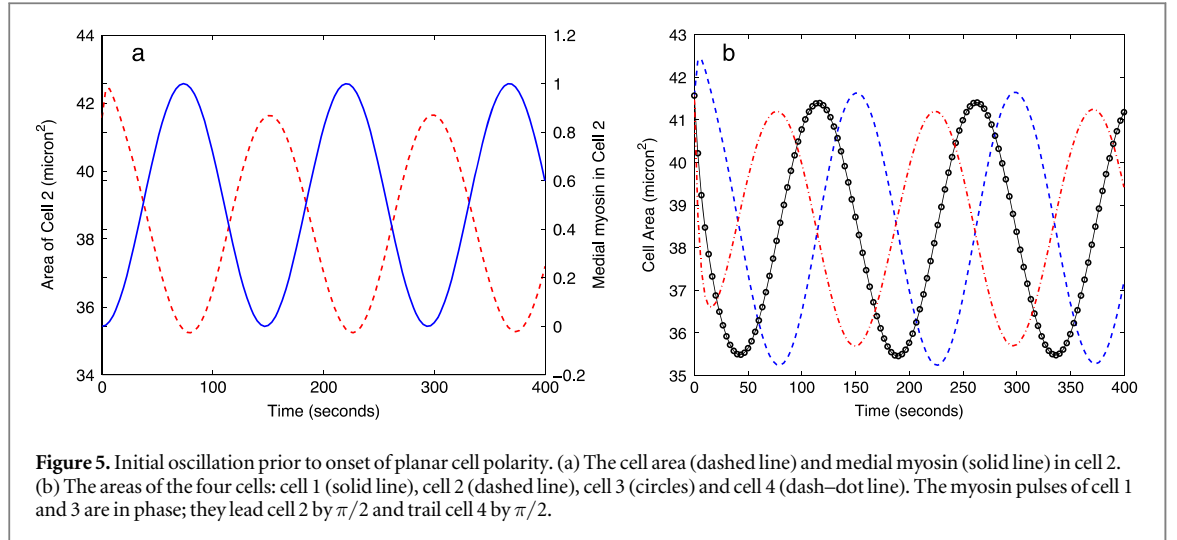 a
44
42
40
38
36
34
Area of Cell 2 (micron²)
1.2
1
0.8
0.6
0.4
0.2
0
−0.2
Medial myosin in Cell 2
0 100 200 300 400
Time (seconds)
b
43
42
41
40
39
38
37
36
35
Cell Area (micron²)
0 50 100 150 200 250 300 350 400
Time (seconds)
Figure 5. Initial oscillation prior to onset of planar cell polarity. (a) The cell area (dashed line) and medial myosin (solid line) in cell 2.
(b) The areas of the four cells: cell 1 (solid line), cell 2 (dashed line), cell 3 (circles) and cell 4 (dash–dot line). The myosin pulses of cell 1
and 3 are in phase; they lead cell 2 by π/2 and trail cell 4 by π/2.